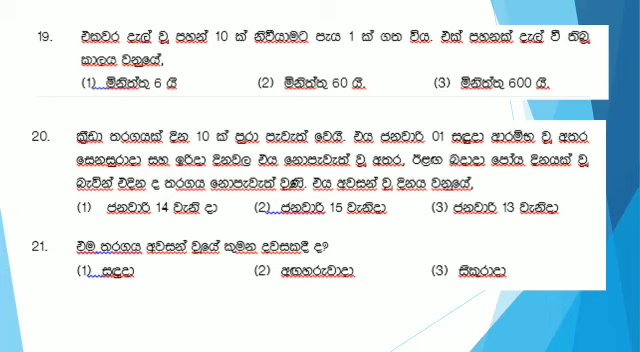 19. එකවර දැල් වූ පහන් 10 ක් නිවීයාමට පැය 1 ක් ගත විය. එක් පහනක් දැල් වී තිබූ
කාලය වනුයේ,
(1) මිනිත්තු 6 යි (2) මිනිත්තු 60 යි. (3) මිනිත්තු 600 යි.
20. ක්‍රීඩා තරගයක් දින 10 ක් පුරා පැවැත් වෙයි. එය ජනවාරි 01 සඳුදා ආරම්භ වූ අතර
සෙනසුරාදා සහ ඉරිදා දිනවල එය නොපැවැත් වූ අතර, ඊළඟ බදාදා පෝය දිනයක් වූ
බැවින් එදින ද තරගය නොපැවැත් වුණි. එය අවසන් වූ දිනය වනුයේ,
(1) ජනවාරි 14 වැනි දා (2) ජනවාරි 15 වැනිදා (3) ජනවාරි 13 වැනිදා
21. එම තරගය අවසන් වූයේ කුමන දවසකදී ද?
(1) සඳුදා (2) අඟහරුවාදා (3) සිකුරාදා